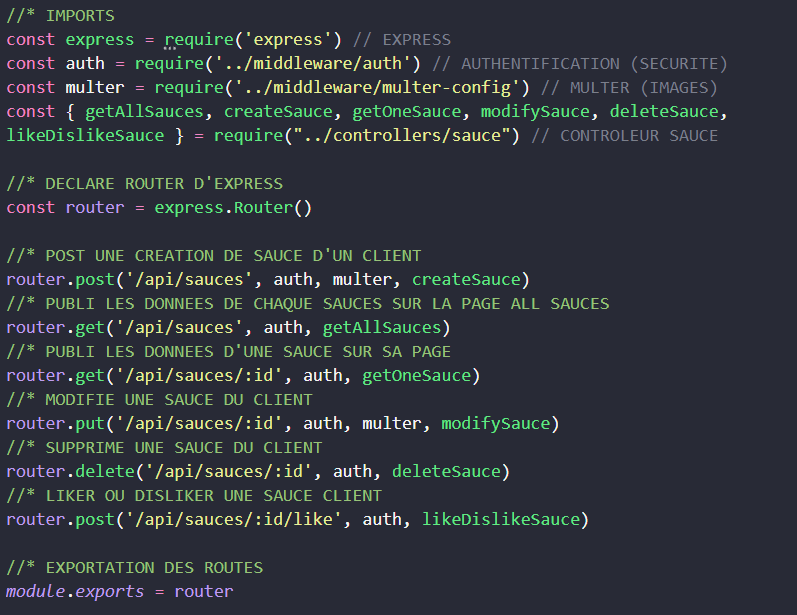 //* IMPORTS
const express = require('express') // EXPRESS
const auth = require('../middleware/auth') // AUTHENTIFICATION (SECURITE)
const multer = require('../middleware/multer-config') // MULTER (IMAGES)
const { getAllSauces, createSauce, getOneSauce, modifySauce, deleteSauce,
likeDislikeSauce } = require("../controllers/sauce") // CONTROLEUR SAUCE
//* DECLARE ROUTER D'EXPRESS
const router = express.Router()
//* POST UNE CREATION DE SAUCE D'UN CLIENT
router.post('/api/sauces', auth, multer, createSauce)
//* PUBLI LES DONNEES DE CHAQUE SAUCES SUR LA PAGE ALL SAUCES
router.get('/api/sauces', auth, getAllSauces)
//* PUBLI LES DONNEES D'UNE SAUCE SUR SA PAGE
router.get('/api/sauces/:id', auth, getOneSauce)
//* MODIFIE UNE SAUCE DU CLIENT
router.put('/api/sauces/:id', auth, multer, modifySauce)
//* SUPPRIME UNE SAUCE DU CLIENT
router.delete('/api/sauces/:id', auth, deleteSauce)
//* LIKER OU DISLIKER UNE SAUCE CLIENT
router.post('/api/sauces/:id/like', auth, likeDislikeSauce)
//* EXPORTATION DES ROUTES
module.exports = router